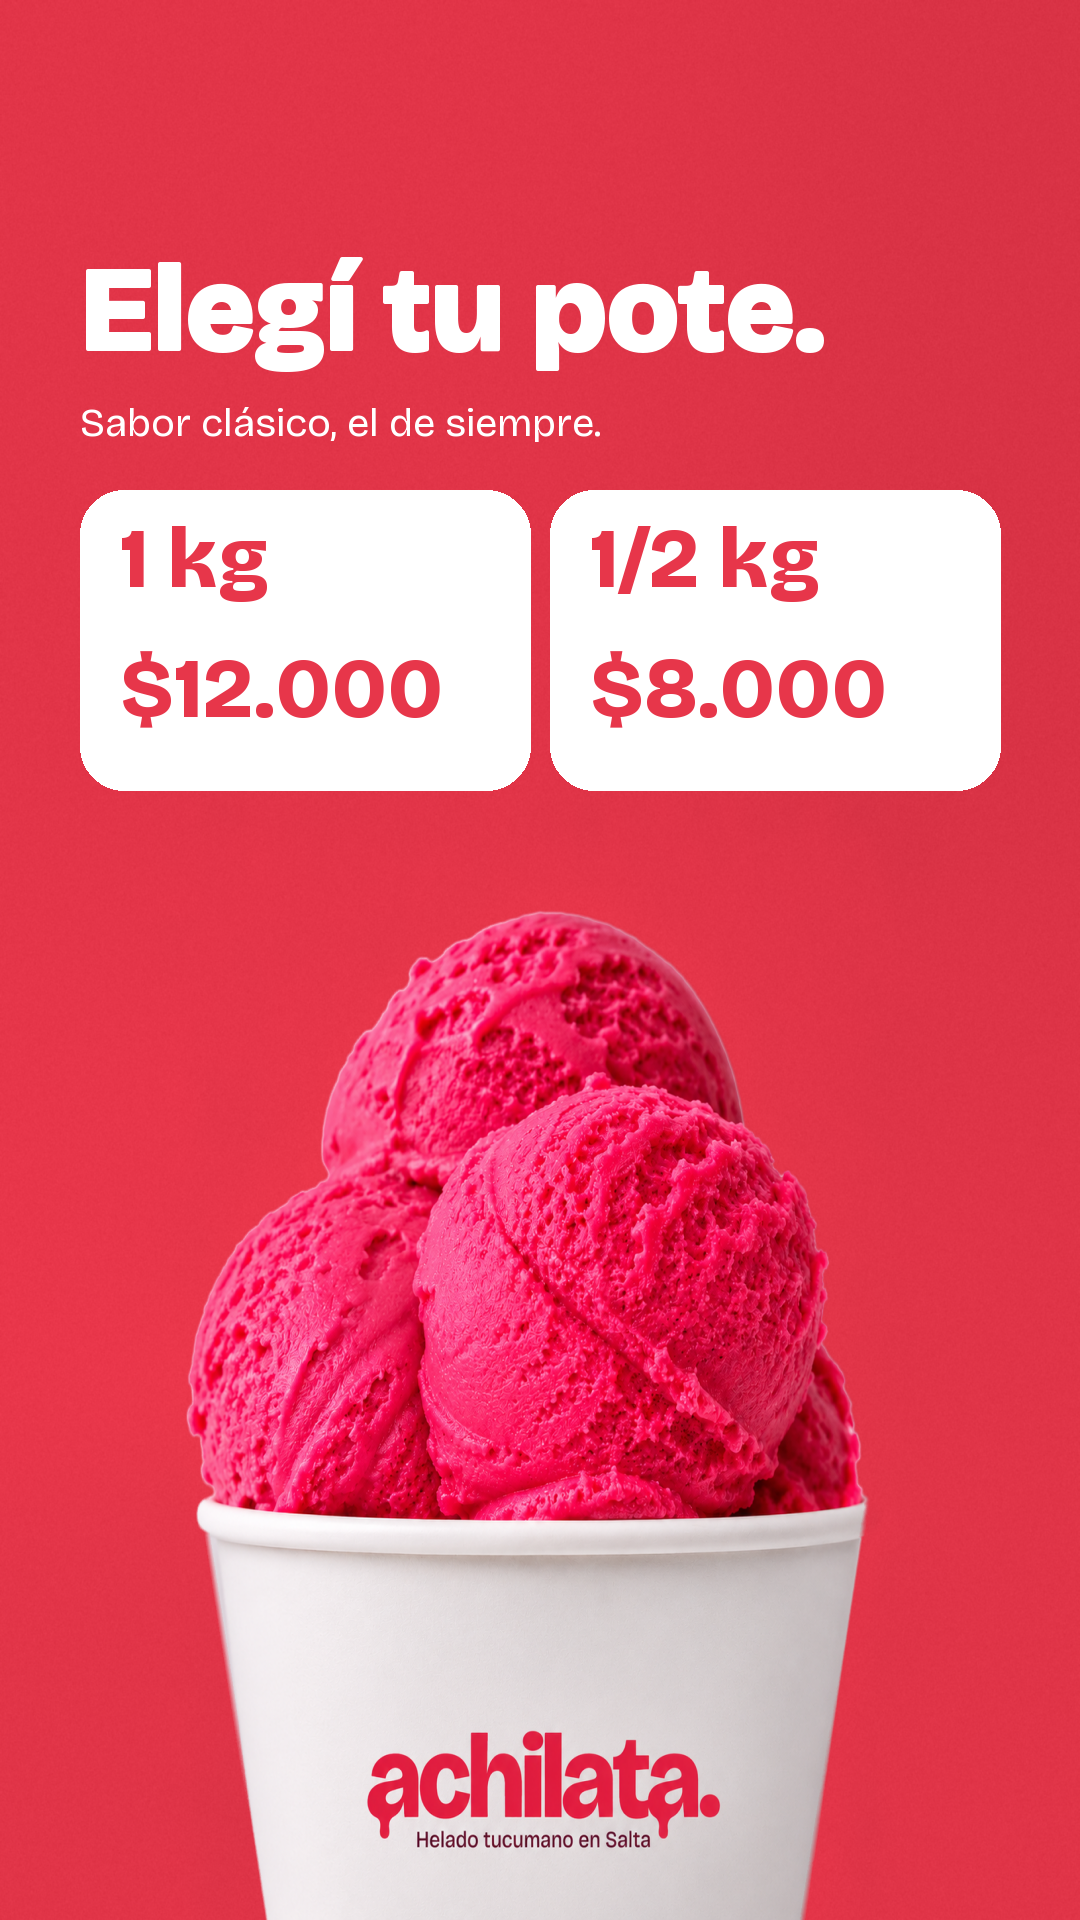 Elegí tu pote.
Sabor clásico, el de siempre.
1 kg
$12.000
1/2 kg
$8.000
achilata.
Helado tucumano en Salta